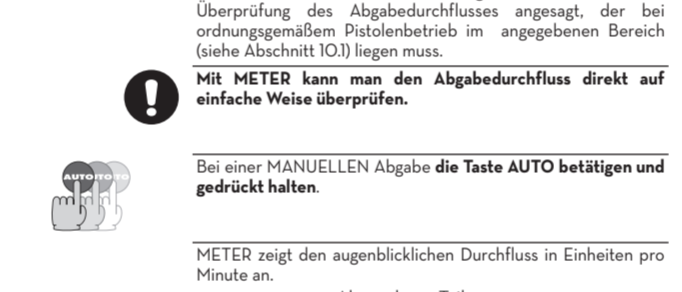 Überprüfung des Abgabedurchflusses angesagt, der bei
ordnungsgemäßem Pistolenbetrieb im angegebenen Bereich
(siehe Abschnitt 10.1) liegen muss.
Mit METER kann man den Abgabedurchfluss direkt auf
einfache Weise überprüfen.
AUTO TO TO
Bei einer MANUELLEN Abgabe die Taste AUTO betätigen und
gedrückt halten.
METER zeigt den augenblicklichen Durchfluss in Einheiten pro
Minute an.